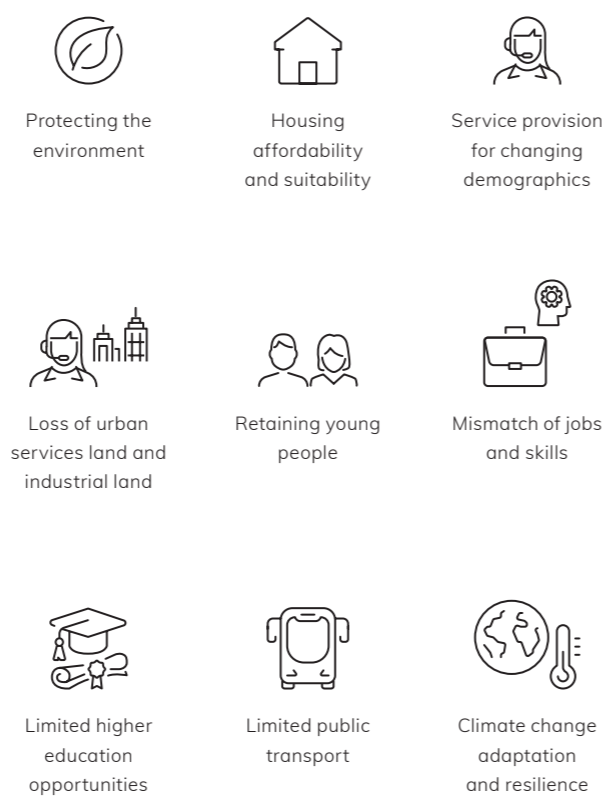 Protecting the
environment
Housing
affordability
and suitability
Service provision
for changing
demographics
Loss of urban
services land and
industrial land
Retaining young
people
Mismatch of jobs
and skills
Limited higher
education
opportunities
Limited public
transport
Climate change
adaptation
and resilience